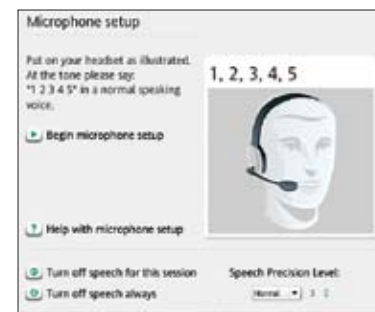 Microphone setup
Put on your headset as illustrated.
At the tone please say:
"1 2 3 4 5" in a normal speaking
voice.
1, 2, 3, 4, 5
Begin microphone setup
? Help with microphone setup
Turn off speech for this session
Turn off speech always
Speech Precision Level:
Normal 3